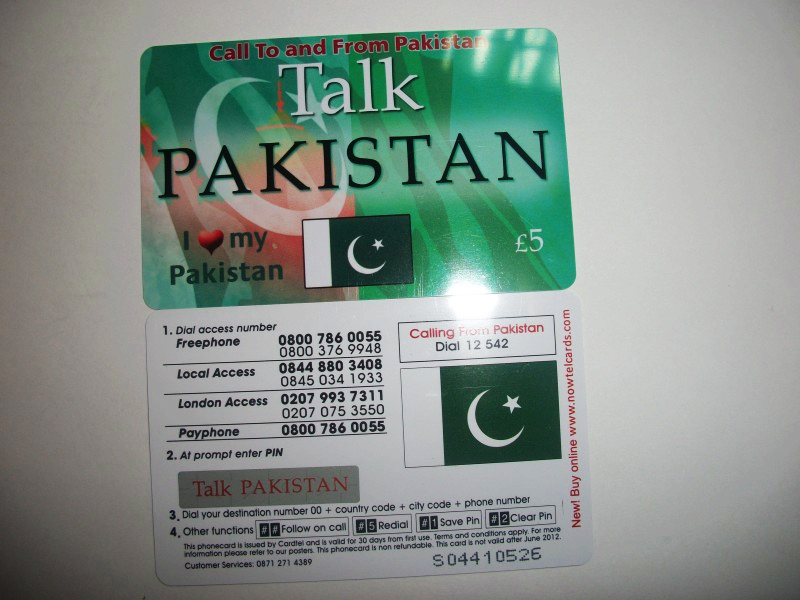 Call To and From Pakistan
Talk
PAKISTAN
I my
Pakistan
£5
1. Dial access number
Freephone 0800 786 0055
0800 376 9948
Local Access 0844 880 3408
0845 034 1933
London Access 0207 993 7311
0207 075 3550
Payphone 0800 786 0055
2. At prompt enter PIN
Talk PAKISTAN
3. Dial your destination number 00 + country code + city code + phone number
4. Other functions ## Follow on call #5 Redial #1 Save Pin #2 Clear Pin
This phonecard is issued by Cardtel and is valid for 30 days from first use. Terms and conditions apply. For more
information please refer to our posters. This phonecard is non refundable. This card is not valid after June 2012.
Customer Services: 0871 271 4389
S0441052E
Calling From Pakistan
Dial 12 542
New! Buy online www.nowtelcards.com